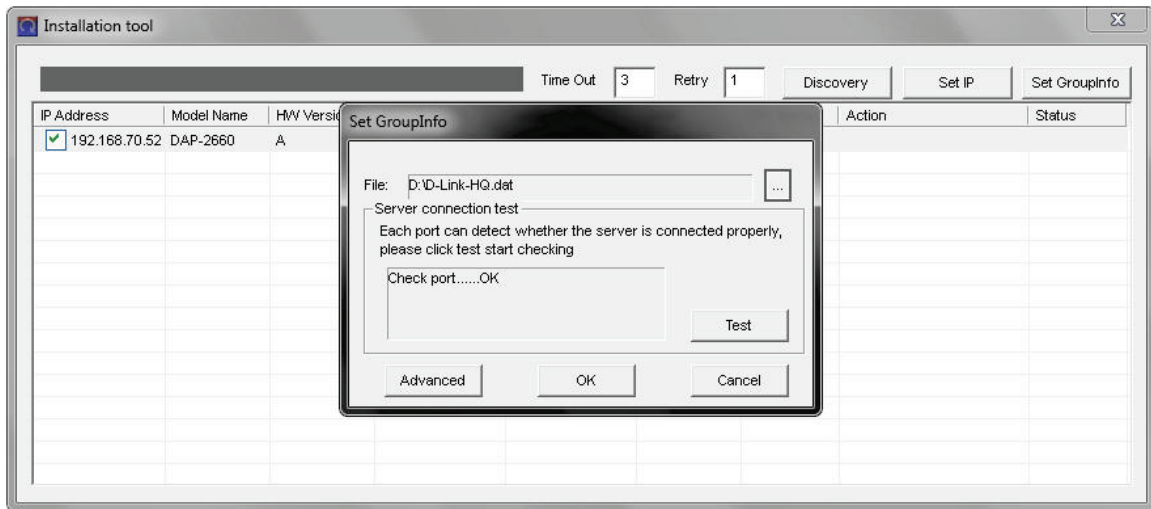 Installation tool
Time Out 3 Retry 1 Discovery Set IP Set GroupInfo
IP Address Model Name HW Versio Action Status
192.168.70.52 DAP-2660 A
Set GroupInfo
File: D:\D-Link-HQ.dat ...
Server connection test
Each port can detect whether the server is connected properly,
please click test start checking
Check port......OK
Test
Advanced OK Cancel